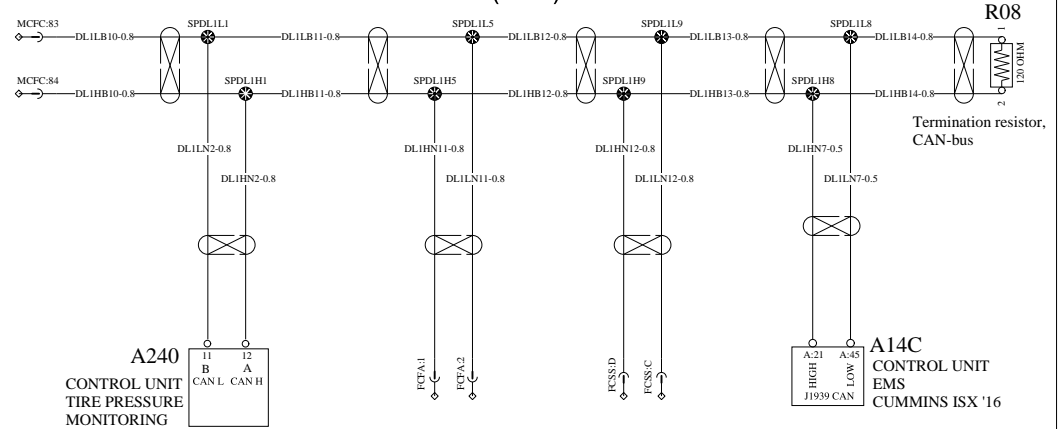 MCFC:83
DL1LB10-0.8
SPDL1L1
DL1LB11-0.8
SPDL1L5
DL1LB12-0.8
SPDL1L9
DL1LB13-0.8
SPDL1L8
DL1LB14-0.8
R08
1
120 OHM
2
MCFC:84
DL1HB10-0.8
SPDL1H1
DL1HB11-0.8
SPDL1H5
DL1HB12-0.8
SPDL1H9
DL1HB13-0.8
SPDL1H8
DL1HB14-0.8
Termination resistor,
CAN-bus
DL1LN2-0.8
DL1HN11-0.8
DL1HN12-0.8
DL1HN7-0.5
DL1HN2-0.8
DL1LN11-0.8
DL1LN12-0.8
DL1LN7-0.5
A240
CONTROL UNIT
TIRE PRESSURE
MONITORING
11
B
CAN L
12
A
CAN H
FCFA:1
FCFA:2
FCSS:D
FCSS:C
A:21
HIGH
A:45
LOW
J1939 CAN
A14C
CONTROL UNIT
EMS
CUMMINS ISX '16